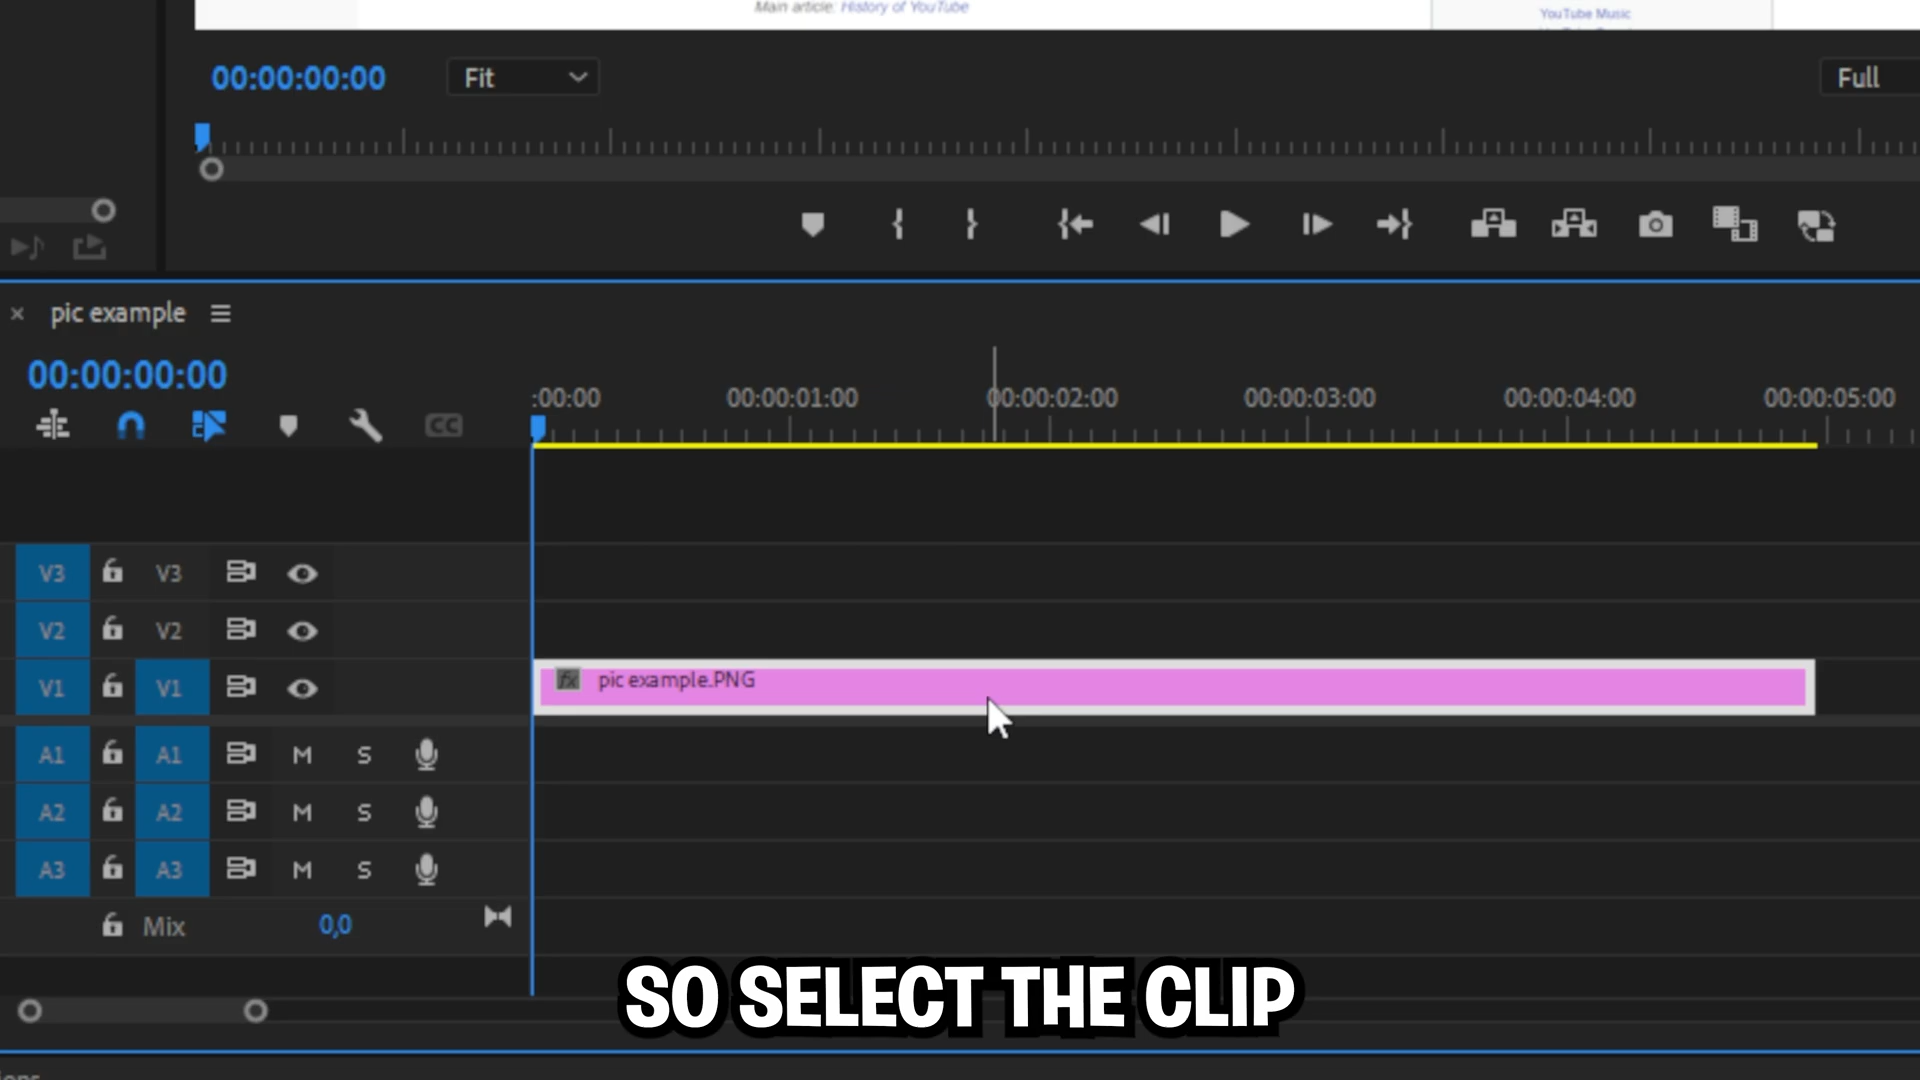 Main article: History of YouTube
YouTube Music
00:00:00:00
Fit
Full
pic example
00:00:00:00
:00:00
00:00:01:00
00:00:02:00
00:00:03:00
00:00:04:00
00:00:05:00
CC
V3 V3
V2 V2
V1 V1
fx pic example.PNG
A1 A1 M S
A2 A2 M S
A3 A3 M S
Mix 0,0
SO SELECT THE CLIP